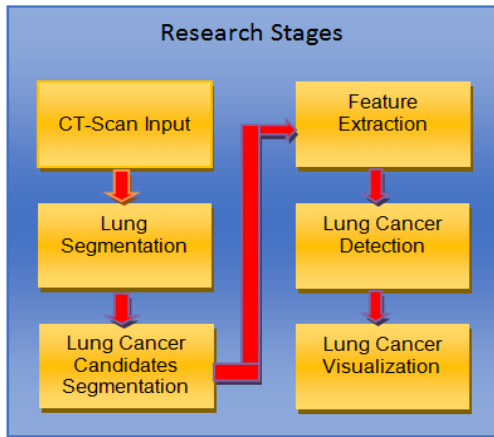 Research Stages
CT-Scan Input
Lung
Segmentation
Lung Cancer
Candidates
Segmentation
Feature
Extraction
Lung Cancer
Detection
Lung Cancer
Visualization